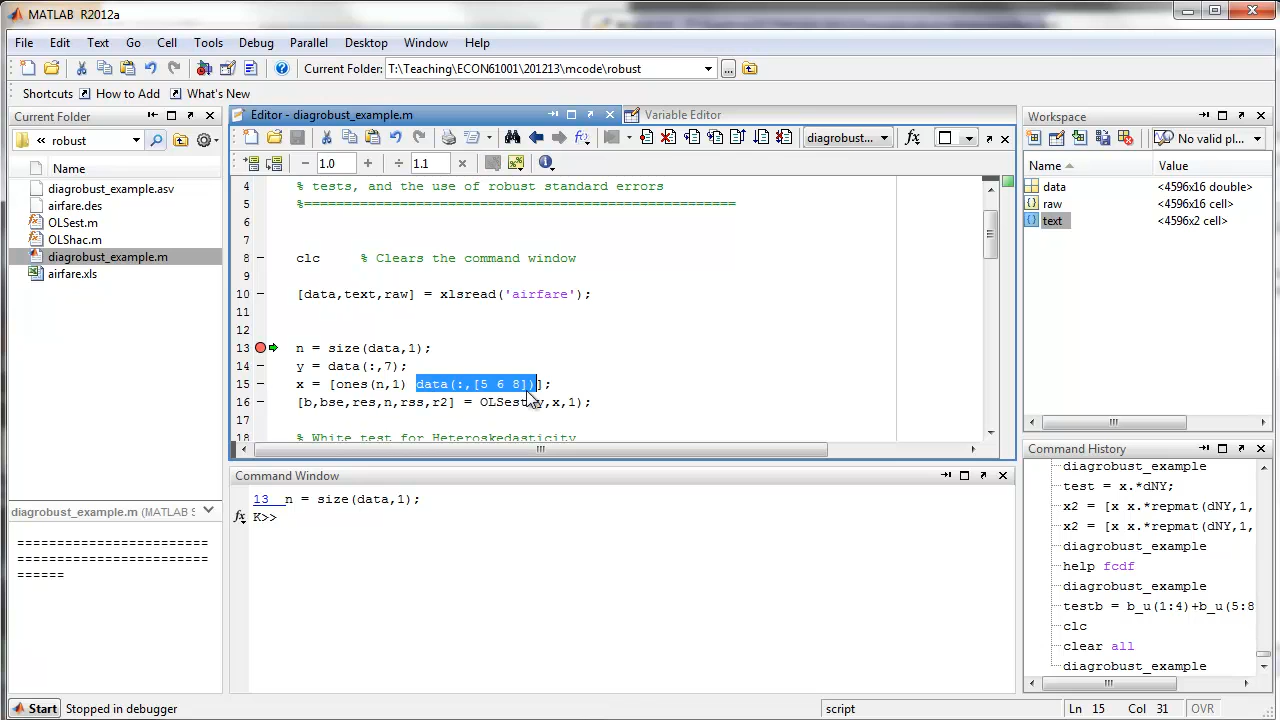 MATLAB R2012a
File Edit Text Go Cell Tools Debug Parallel Desktop Window Help
Current Folder: T:\Teaching\ECON61001\201213\mcode\robust
Shortcuts How to Add What's New
Current Folder
« robust
Name
diagrobust_example.asv
airfare.des
OLSest.m
OLShac.m
diagrobust_example.m
airfare.xls
diagrobust_example.m (MATLAB S
========================
========================
======
Editor - diagrobust_example.m
Variable Editor
diagrobust...
1.0
1.1
4 % tests, and the use of robust standard errors
5 %======================================================
6
7
8 clc % Clears the command window
9
10 [data,text,raw] = xlsread('airfare');
11
12
13 n = size(data,1);
14 y = data(:,7);
15 x = [ones(n,1) data(:,[5 6 8])];
16 [b,bse,res,n,rss,r2] = OLSest(y,x,1);
17
18 % White test for Heteroskedasticity
Command Window
13 n = size(data,1);
fx K>>
Workspace
No valid pl...
Name Value
data <4596x16 double>
raw <4596x16 cell>
text <4596x2 cell>
Command History
diagrobust_example
test = x.*dNY;
x2 = [x x.*repmat(dNY,1,
x2 = [x x.*repmat(dNY,1,
diagrobust_example
help fcdf
diagrobust_example
testb = b_u(1:4)+b_u(5:8
clc
clear all
diagrobust_example
Start Stopped in debugger script Ln 15 Col 31 OVR